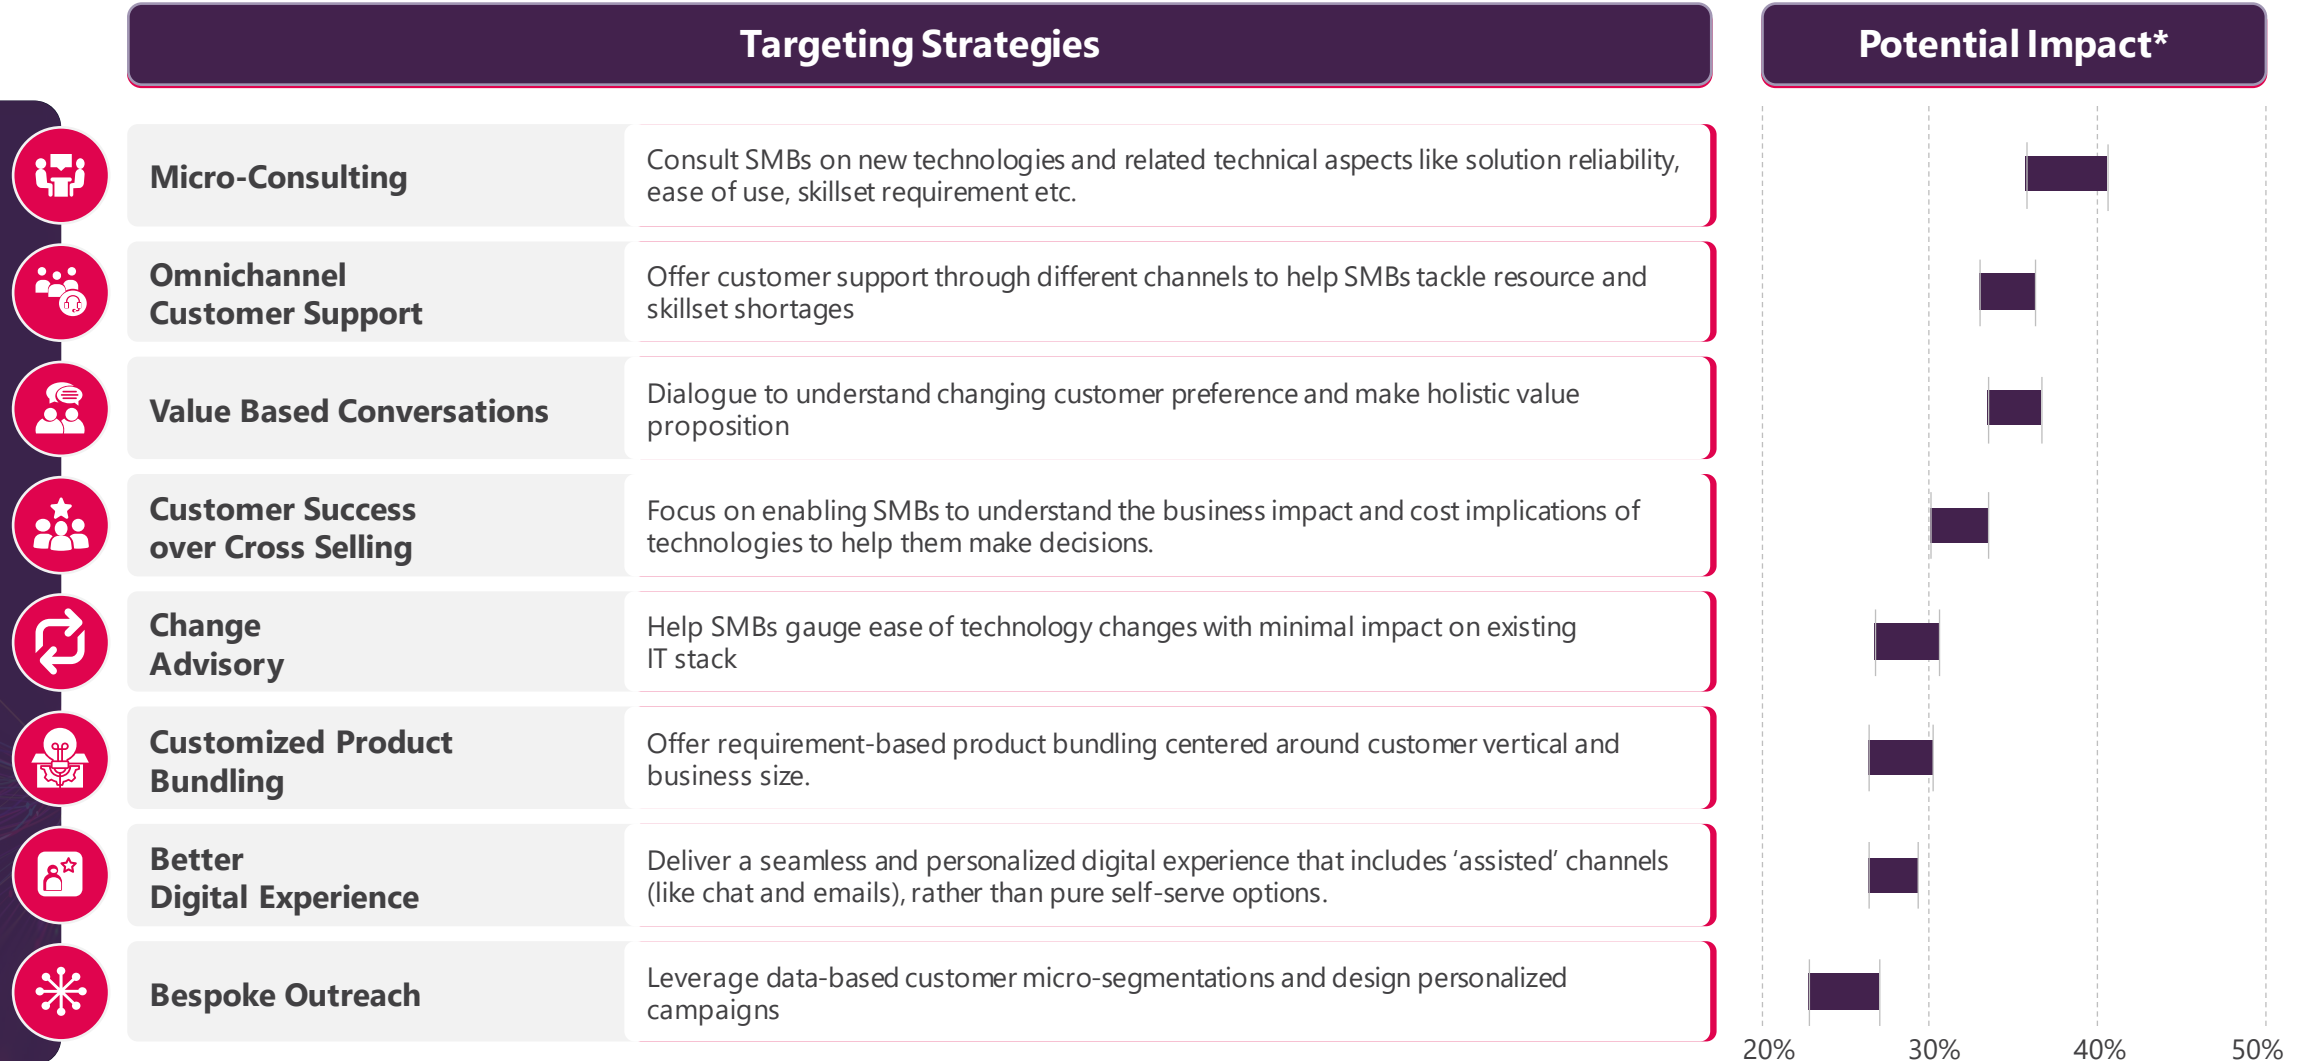 Targeting Strategies
Potential Impact*
Micro-Consulting
Consult SMBs on new technologies and related technical aspects like solution reliability,
ease of use, skillset requirement etc.
Omnichannel
Customer Support
Offer customer support through different channels to help SMBs tackle resource and
skillset shortages
Value Based Conversations
Dialogue to understand changing customer preference and make holistic value
proposition
Customer Success
over Cross Selling
Focus on enabling SMBs to understand the business impact and cost implications of
technologies to help them make decisions.
Change
Advisory
Help SMBs gauge ease of technology changes with minimal impact on existing
IT stack
Customized Product
Bundling
Offer requirement-based product bundling centered around customer vertical and
business size.
Better
Digital Experience
Deliver a seamless and personalized digital experience that includes ‘assisted’ channels
(like chat and emails), rather than pure self-serve options.
Bespoke Outreach
Leverage data-based customer micro-segmentations and design personalized
campaigns
20% 30% 40% 50%